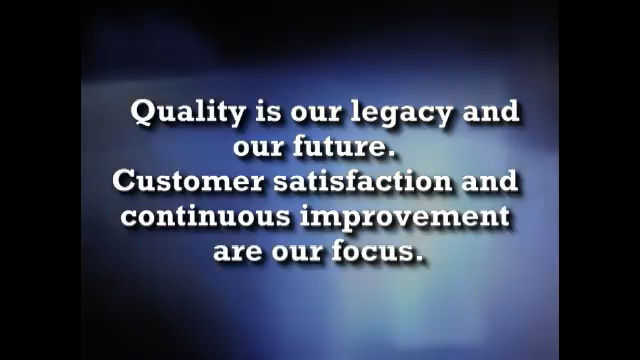 Quality is our legacy and
our future.
Customer satisfaction and
continuous improvement
are our focus.